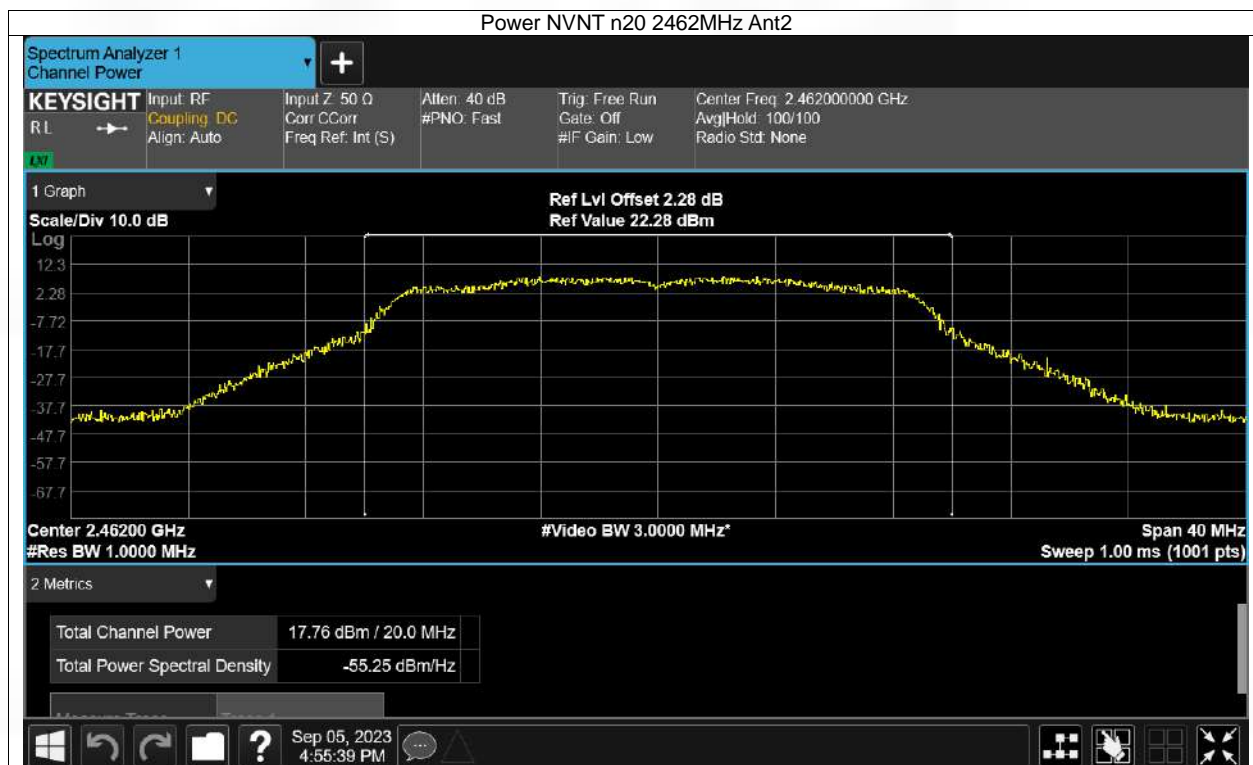 Power NVNT n20 2462MHz Ant2
Spectrum Analyzer 1
Channel Power
KEYSIGHT
RL
LXI
Input: RF
Coupling: DC
Align: Auto
Input Z: 50 Ω
Corr CCorr
Freq Ref: Int (S)
Atten: 40 dB
#PNO: Fast
Trig: Free Run
Gate: Off
#IF Gain: Low
Center Freq: 2.462000000 GHz
Avg|Hold: 100/100
Radio Std: None
1 Graph
Scale/Div 10.0 dB
Ref Lvl Offset 2.28 dB
Ref Value 22.28 dBm
Log
12.3
2.28
-7.72
-17.7
-27.7
-37.7
-47.7
-57.7
-67.7
Center 2.46200 GHz
#Res BW 1.0000 MHz
#Video BW 3.0000 MHz*
Span 40 MHz
Sweep 1.00 ms (1001 pts)
2 Metrics
Total Channel Power 17.76 dBm / 20.0 MHz
Total Power Spectral Density -55.25 dBm/Hz
Sep 05, 2023
4:55:39 PM